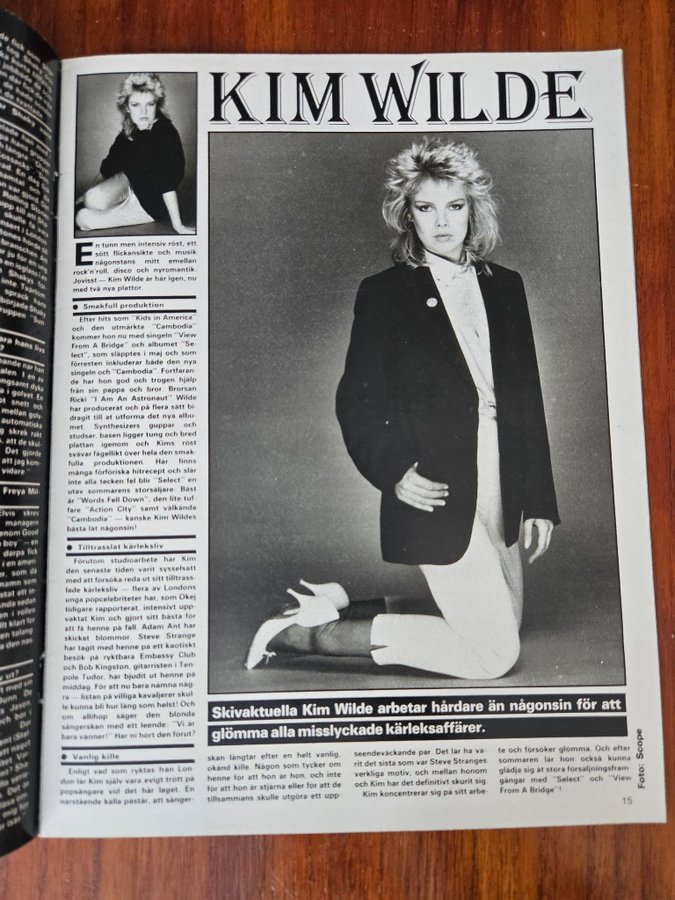 KIM WILDE
En tunn men intensiv röst, ett
sött flickansikte och musik
någonstans mitt emellan
rock'n'roll, disco och nyromantik.
Jovisst — Kim Wilde är här igen, nu
med två nya plattor.
● Smakfull produktion
Efter hits som "Kids in America"
och den utmärkta "Cambodia"
kommer hon nu med singeln "View
From A Bridge" och albumet "Se-
lect", som släpptes i maj och som
förresten inkluderar både den nya
singeln och "Cambodia". Fortfaran-
de har hon god och trogen hjälp
från sin pappa och bror. Brorsan
Ricki "I Am An Astronaut" Wilde
har producerat och på flera sätt bi-
dragit till att utforma det nya albu-
met. Synthesizers guppar och
studsar, basen ligger tung och bred
plattan igenom och Kims röst
svävar fågellikt över hela den smak-
fulla produktionen. Här finns
många förföriska hitrecept och slår
inte alla tecken fel blir "Select" en
utav sommarens storsäljare. Bäst
är "Words Fell Down", den lite tuf-
fare "Action City" samt välkända
"Cambodia" — kanske Kim Wildes
bästa låt någonsin!
● Tilltrasslat kärleksliv
Förutom studioarbete har Kim
den senaste tiden varit sysselsatt
med att försöka reda ut sitt tilltrass-
lade kärleksliv — flera av Londons
unga popcelebriteter har, som Okej
tidigare rapporterat, intensivt upp-
vaktat Kim och gjort sitt bästa för
att få henne på fall. Adam Ant har
skickat blommor, Steve Strange
har tagit med henne på ett kaotiskt
besök på ryktbara Embassy Club
och Bob Kingston, gitarristen i Ten-
pole Tudor, har bjudit ut henne på
middag. För att nu bara nämna någ-
ra — listan på villiga kavaljerer skul-
le kunna bli hur lång som helst! Och
om allihop säger den blonda
sångerskan med ett leende: "Vi är
bara vänner!" Har ni hört den förut?
● Vanlig kille
Enligt vad som ryktas från Lon-
don lär Kim själv vara evigt trött på
popsångare vid det här laget. En
närstående källa påstår, att sånger-
Skivaktuella Kim Wilde arbetar hårdare än någonsin för att
glömma alla misslyckade kärleksaffärer.
skan längtar efter en helt vanlig,
okänd kille. Någon som tycker om
henne för att hon är hon, och inte
för att hon är stjärna eller för att de
tillsammans skulle utgöra ett upp-
seendeväckande par. Det lär ha va-
rit det sista som var Steve Stranges
verkliga motiv, och mellan honom
och Kim har det definitivt skurit sig.
Kim koncentrerar sig på sitt arbe-
te och försöker glömma. Och efter
sommaren lär hon också kunna
glädja sig åt stora försäljningsfram-
gångar med "Select" och "View
From A Bridge"!
Foto: Scope
15